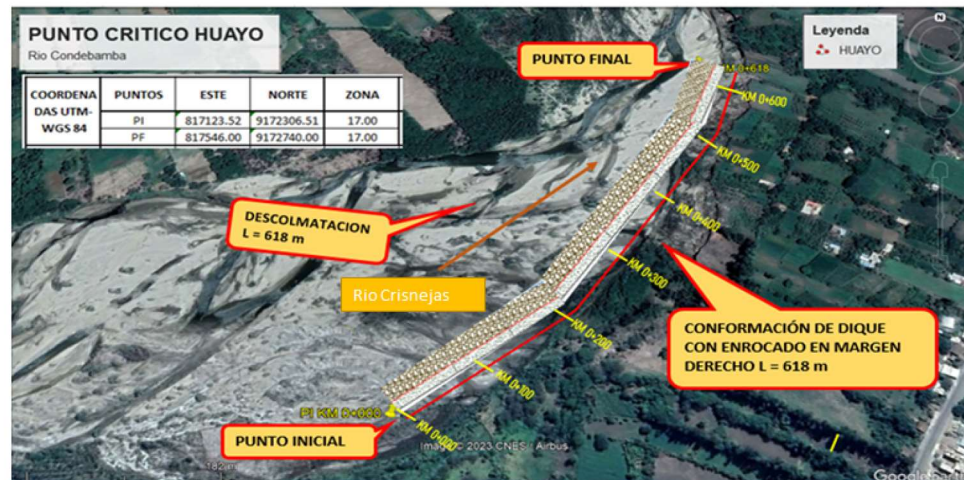 PUNTO CRITICO HUAYO
Rio Condebamba
COORDENADAS UTM-WGS 84 PUNTOS ESTE NORTE ZONA
PI 817123.52 9172306.51 17.00
PF 817546.00 9172740.00 17.00
Leyenda
HUAYO
N
PUNTO FINAL
M 0+618
KM 0+600
KM 0+500
KM 0+400
KM 0+300
KM 0+200
KM 0+100
KM 0+000
PI KM 0+000
DESCOLMATACION
L = 618 m
Rio Crisnejas
CONFORMACIÓN DE DIQUE
CON ENROCADO EN MARGEN
DERECHO L = 618 m
PUNTO INICIAL
Image © 2023 CNES / Airbus
182 m
Google Earth